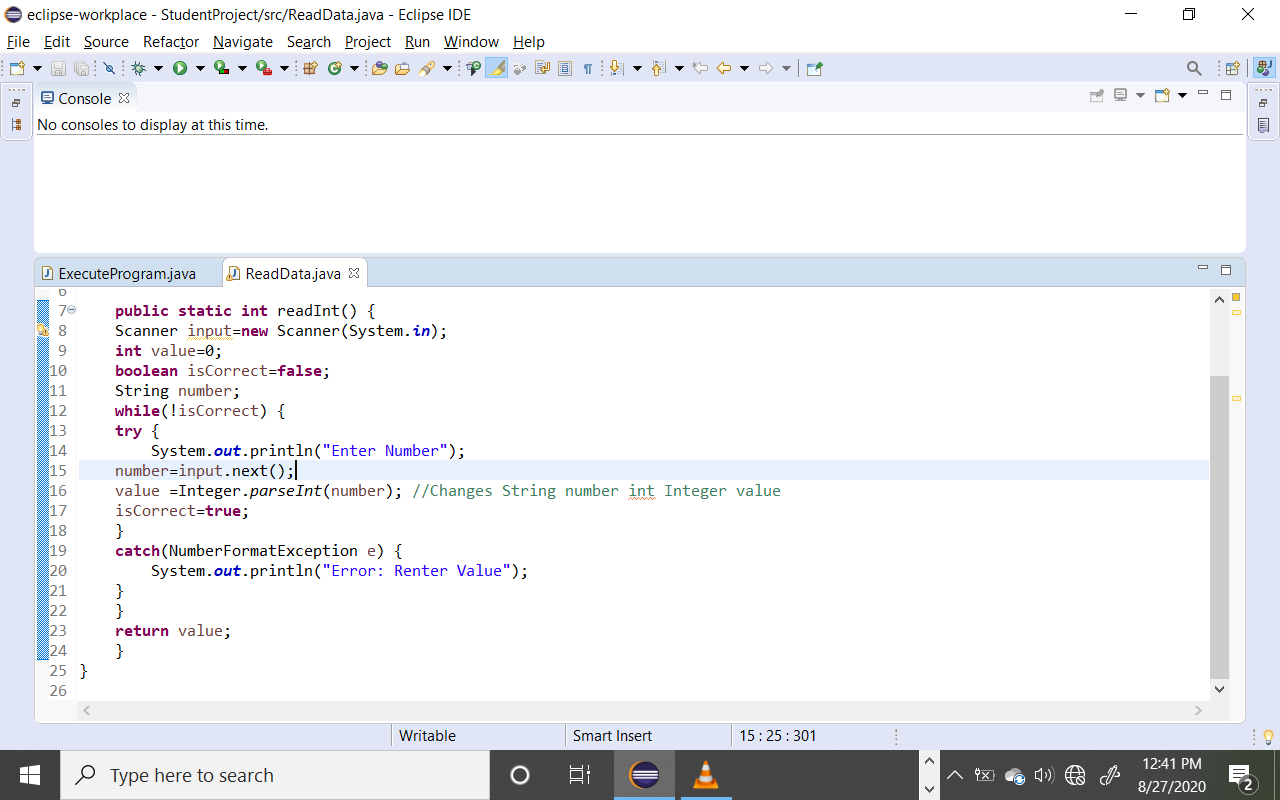 eclipse-workplace - StudentProject/src/ReadData.java - Eclipse IDE
File Edit Source Refactor Navigate Search Project Run Window Help
Console
No consoles to display at this time.
ExecuteProgram.java ReadData.java
6
7 public static int readInt() {
8 Scanner input=new Scanner(System.in);
9 int value=0;
10 boolean isCorrect=false;
11 String number;
12 while(!isCorrect) {
13 try {
14 System.out.println("Enter Number");
15 number=input.next();
16 value =Integer.parseInt(number); //Changes String number int Integer value
17 isCorrect=true;
18 }
19 catch(NumberFormatException e) {
20 System.out.println("Error: Renter Value");
21 }
22 }
23 return value;
24 }
25 }
26
Writable Smart Insert 15 : 25 : 301
Type here to search
12:41 PM
8/27/2020
2